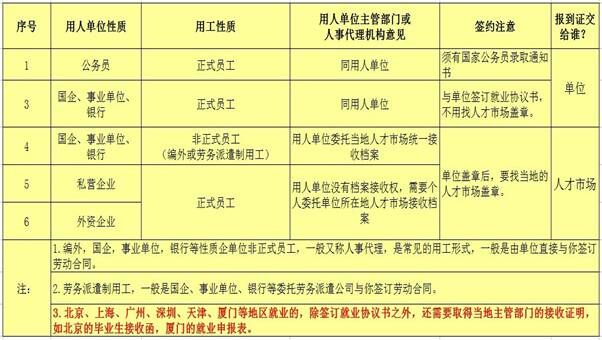 序号 用人单位性质 用工性质 用人单位主管部门或人事代理机构意见 签约注意 报到证交给谁?
1 公务员 正式员工 同用人单位 须有国家公务员录取通知书 单位
3 国企、事业单位、银行 正式员工 同用人单位 与单位签订就业协议书,不用找人才市场盖章。
4 国企、事业单位、银行 非正式员工(编外或劳务派遣制用工) 用人单位委托当地人才市场统一接收档案 单位盖章后,要找当地的人才市场盖章。 人才市场
5 私营企业 正式员工 用人单位没有档案接收权,需要个人委托单位所在地人才市场接收档案
6 外资企业
注:
1.编外,国企,事业单位,银行等性质企单位非正式员工,一般又称人事代理,是常见的用工形式,一般是由单位直接与你签订
劳动合同。
2.劳务派遣制用工,一般是国企、事业单位、银行等委托劳务派遣公司与你签订劳动合同。
3.北京、上海、广州、深圳、天津、厦门等地区就业的,除签订就业协议书之外,还需要取得当地主管部门的接收证明,
如北京的毕业生接收函,厦门的就业申报表。